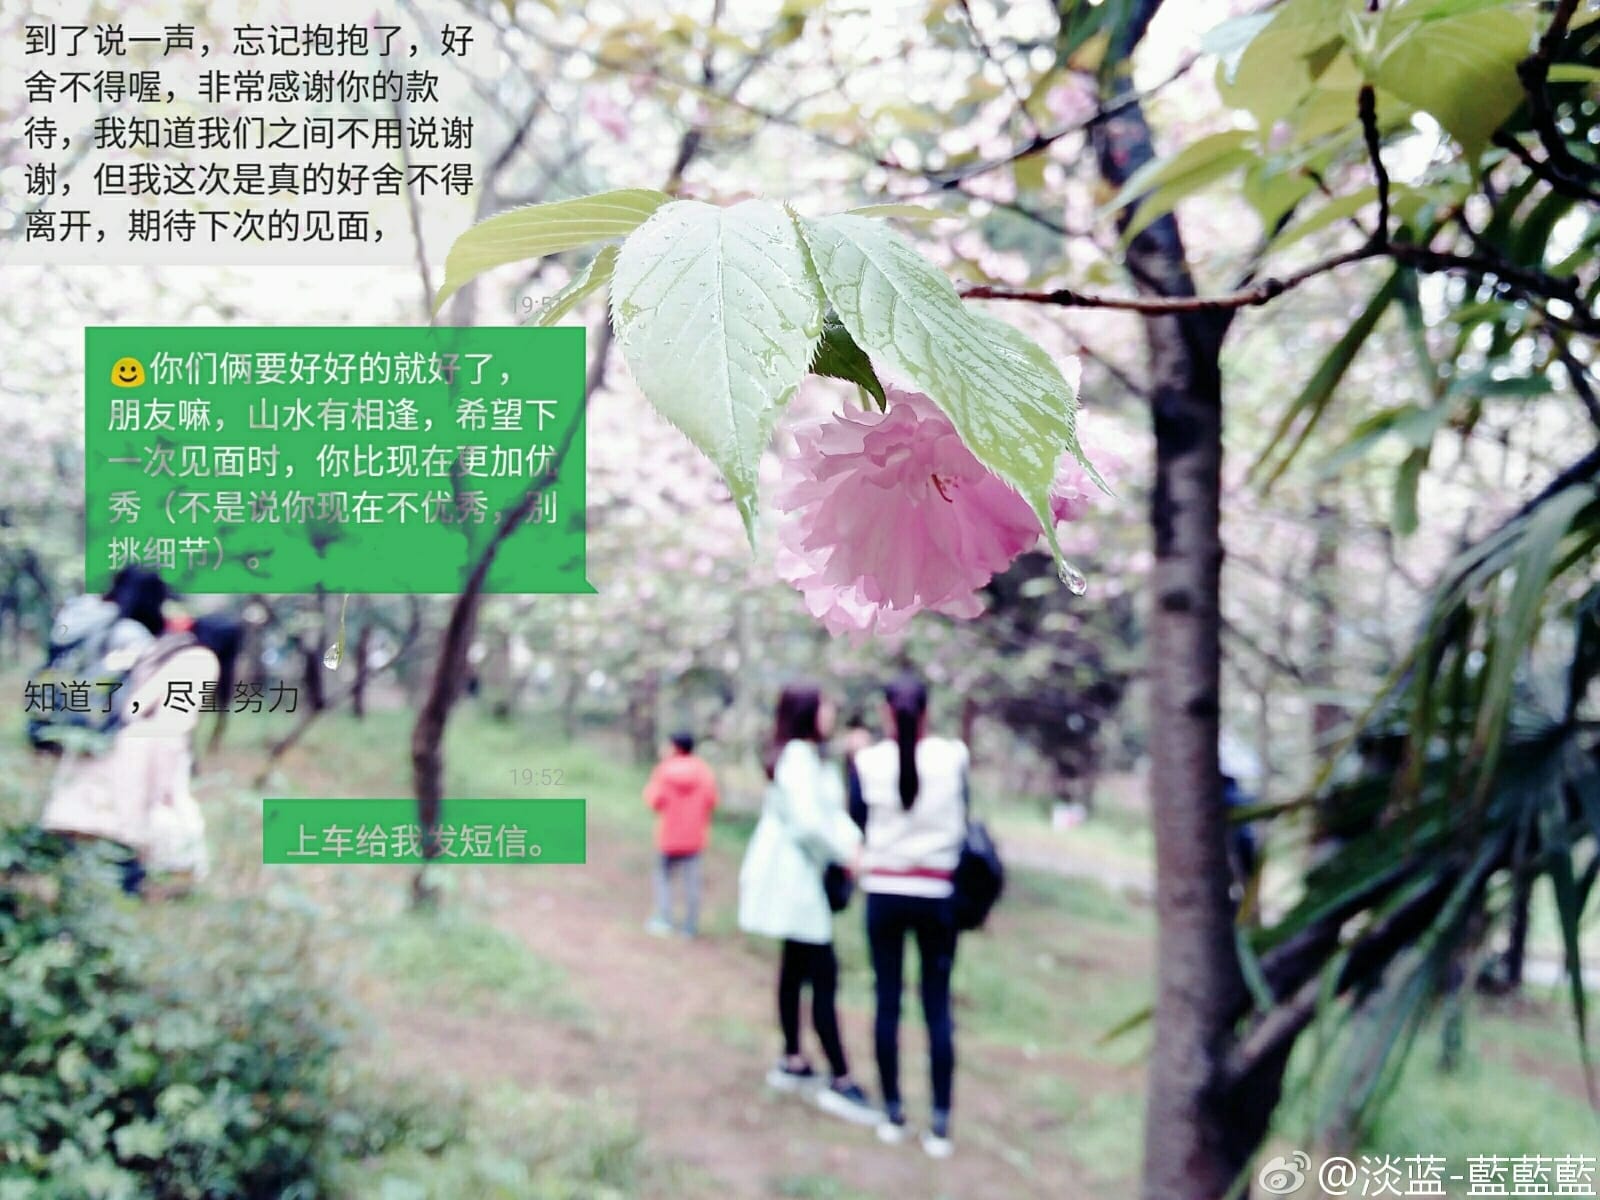 到了说一声，忘记抱抱了，好
舍不得喔，非常感谢你的款
待，我知道我们之间不用说谢
谢，但我这次是真的好舍不得
离开，期待下次的见面，
19:51
😀你们俩要好好的就好了，
朋友嘛，山水有相逢，希望下
一次见面时，你比现在更加优
秀（不是说你现在不优秀，别
挑细节）。
知道了，尽量努力
19:52
上车给我发短信。
@淡蓝-藍藍藍